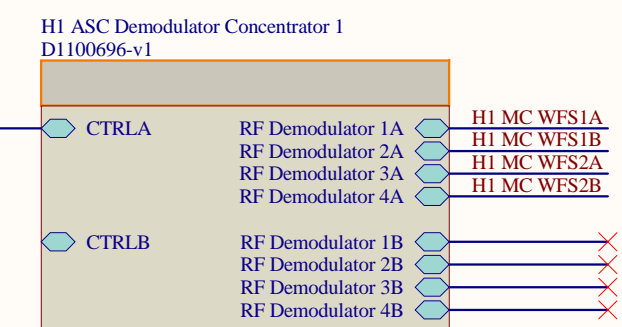 H1 ASC Demodulator Concentrator 1
D1100696-v1
CTRLA RF Demodulator 1A H1 MC WFS1A
RF Demodulator 2A H1 MC WFS1B
RF Demodulator 3A H1 MC WFS2A
RF Demodulator 4A H1 MC WFS2B
CTRLB RF Demodulator 1B
RF Demodulator 2B
RF Demodulator 3B
RF Demodulator 4B